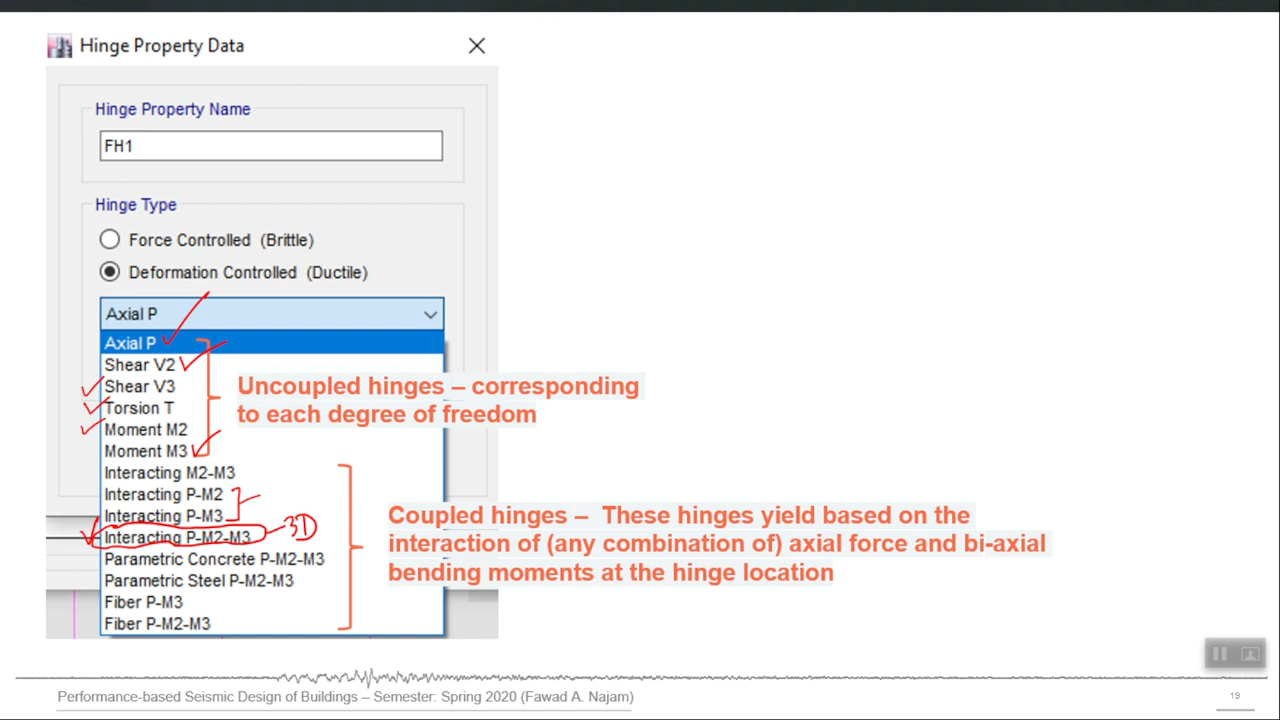 Hinge Property Data
Hinge Property Name
FH1
Hinge Type
Force Controlled (Brittle)
Deformation Controlled (Ductile)
Axial P
Axial P
Shear V2
Shear V3
Torsion T
Moment M2
Moment M3
Interacting M2-M3
Interacting P-M2
Interacting P-M3
Interacting P-M2-M3
3D
Parametric Concrete P-M2-M3
Parametric Steel P-M2-M3
Fiber P-M3
Fiber P-M2-M3
Uncoupled hinges – corresponding
to each degree of freedom
Coupled hinges – These hinges yield based on the
interaction of (any combination of) axial force and bi-axial
bending moments at the hinge location
Performance-based Seismic Design of Buildings – Semester: Spring 2020 (Fawad A. Najam)
19